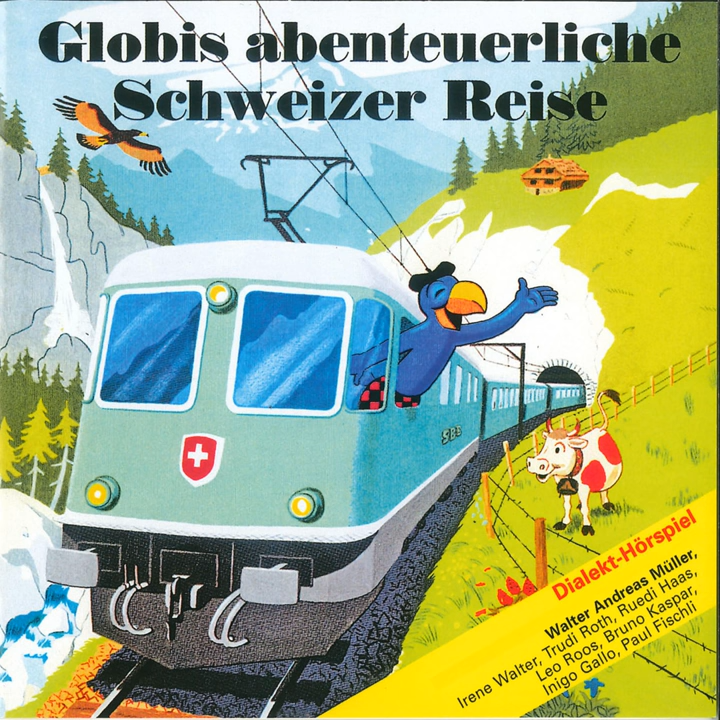 Globis abenteuerliche
Schweizer Reise
SBB
Dialekt-Hörspiel
Walter Andreas Müller,
Irene Walter, Trudi Roth, Ruedi Haas,
Leo Roos, Bruno Kaspar,
Inigo Gallo, Paul Fischli